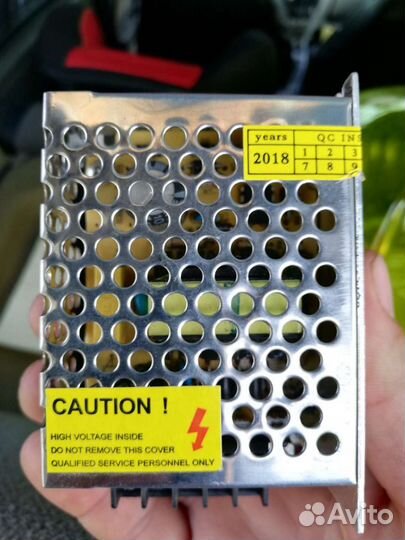 years QC INS
2018 1 2 3
7 8 9
CAUTION !
HIGH VOLTAGE INSIDE
DO NOT REMOVE THIS COVER
QUALIFIED SERVICE PERSONNEL ONLY
Avito